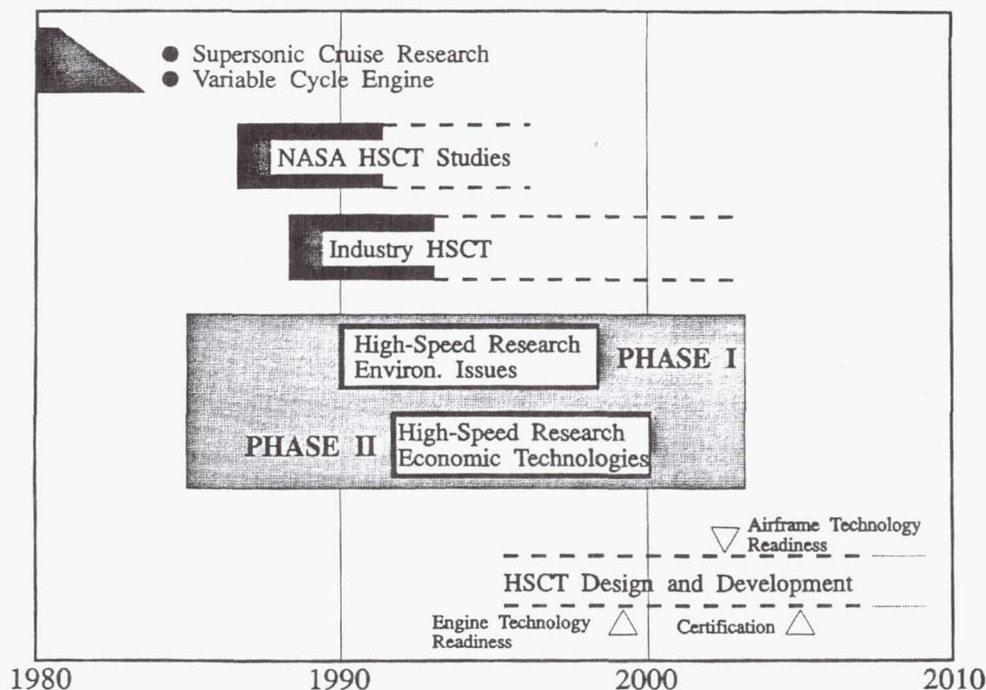 ● Supersonic Cruise Research
● Variable Cycle Engine
NASA HSCT Studies
Industry HSCT
High-Speed Research
Environ. Issues
PHASE I
PHASE II
High-Speed Research
Economic Technologies
Airframe Technology
Readiness
HSCT Design and Development
Engine Technology
Readiness
Certification
1980
1990
2000
2010